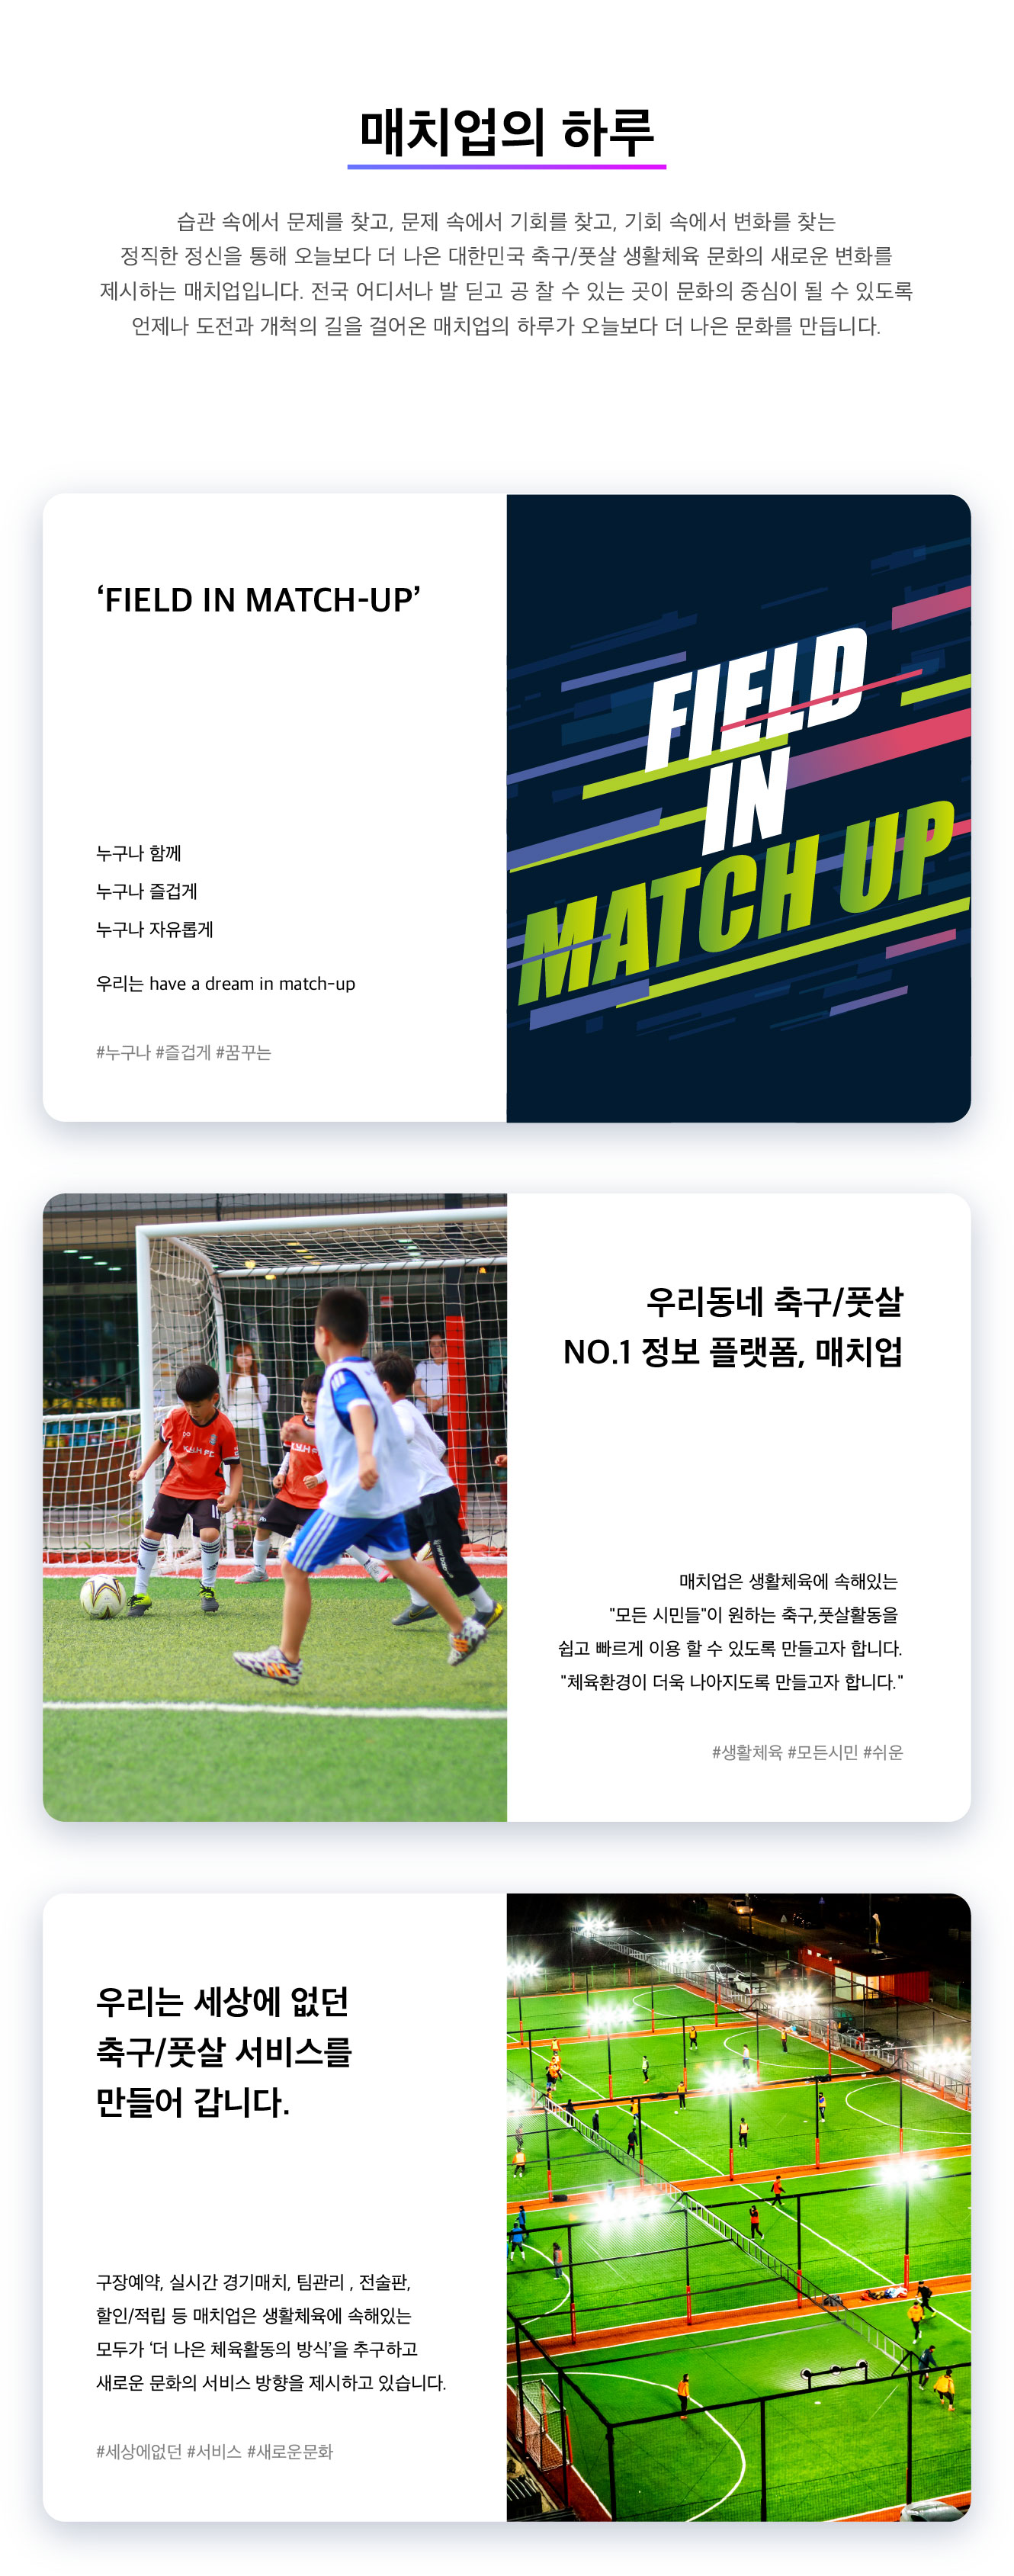 매치업의 하루
습관 속에서 문제를 찾고, 문제 속에서 기회를 찾고, 기회 속에서 변화를 찾는
정직한 정신을 통해 오늘보다 더 나은 대한민국 축구/풋살 생활체육 문화의 새로운 변화를
제시하는 매치업입니다. 전국 어디서나 발 딛고 공 찰 수 있는 곳이 문화의 중심이 될 수 있도록
언제나 도전과 개척의 길을 걸어온 매치업의 하루가 오늘보다 더 나은 문화를 만듭니다.
‘FIELD IN MATCH-UP’
누구나 함께
누구나 즐겁게
누구나 자유롭게
우리는 have a dream in match-up
#누구나 #즐겁게 #꿈꾸는
FIELD
IN
MATCH UP
우리동네 축구/풋살
NO.1 정보 플랫폼, 매치업
매치업은 생활체육에 속해있는
"모든 시민들"이 원하는 축구,풋살활동을
쉽고 빠르게 이용 할 수 있도록 만들고자 합니다.
"체육환경이 더욱 나아지도록 만들고자 합니다."
#생활체육 #모든시민 #쉬운
우리는 세상에 없던
축구/풋살 서비스를
만들어 갑니다.
구장예약, 실시간 경기매치, 팀관리 , 전술판,
할인/적립 등 매치업은 생활체육에 속해있는
모두가 ‘더 나은 체육활동의 방식’을 추구하고
새로운 문화의 서비스 방향을 제시하고 있습니다.
#세상에없던 #서비스 #새로운문화